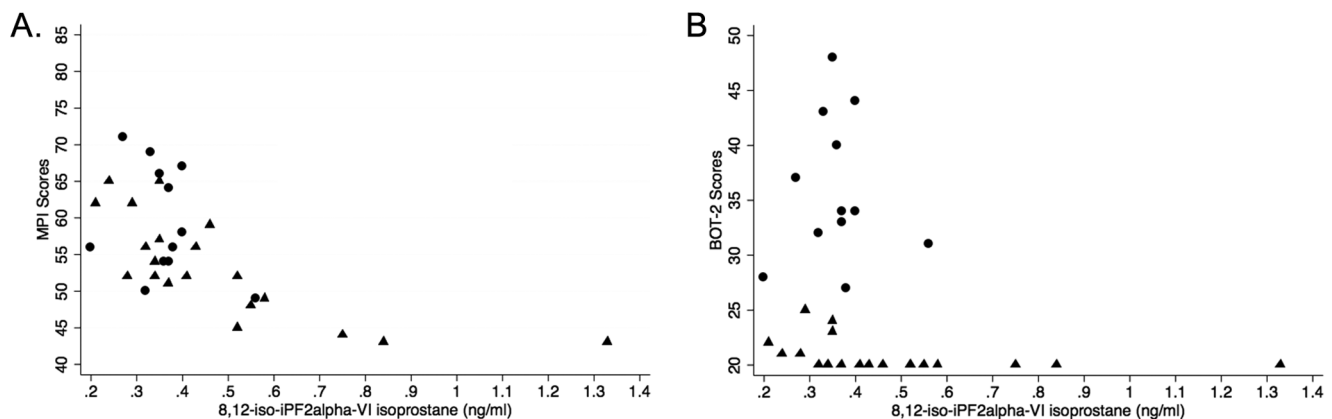 A.
MPI Scores
85
80
75
70
65
60
55
50
45
40
.2 .3 .4 .5 .6 .7 .8 .9 1 1.1 1.2 1.3 1.4
8,12-iso-iPF2alpha-VI isoprostane (ng/ml)
B
BOT-2 Scores
50
45
40
35
30
25
20
.2 .3 .4 .5 .6 .7 .8 .9 1 1.1 1.2 1.3 1.4
8,12-iso-iPF2alpha-VI isoprostane (ng/ml)